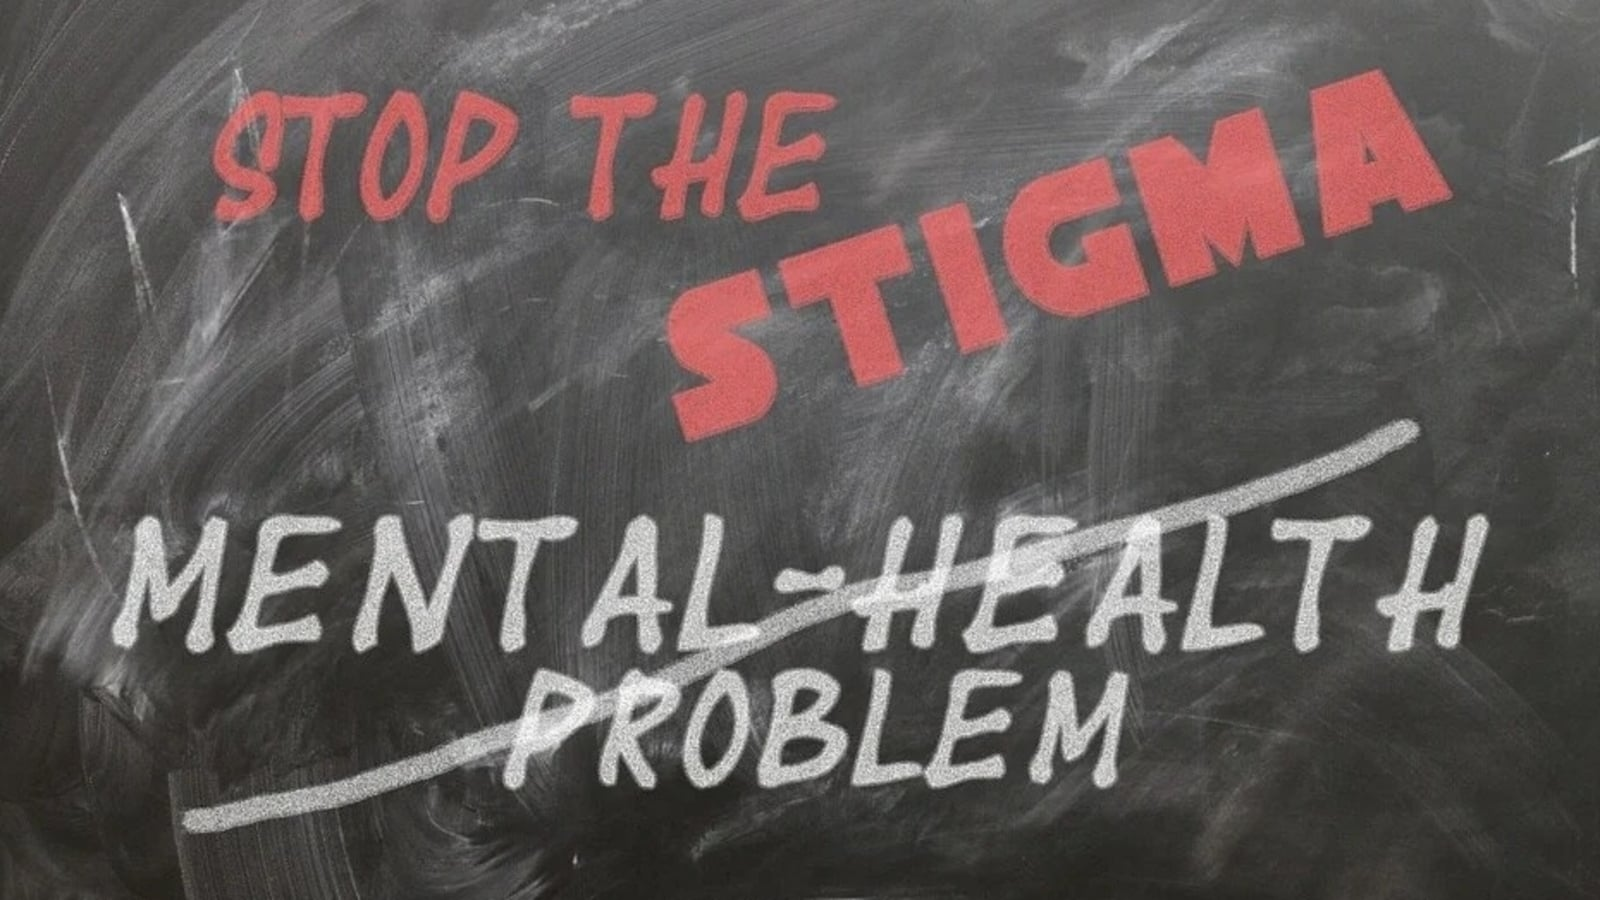 STOP THE
STIGMA
MENTAL-HEALTH
PROBLEM